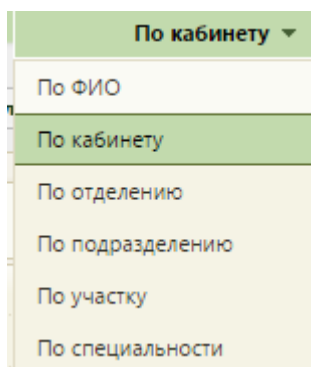 По кабинету
По ФИО
По кабинету
По отделению
По подразделению
По участку
По специальности